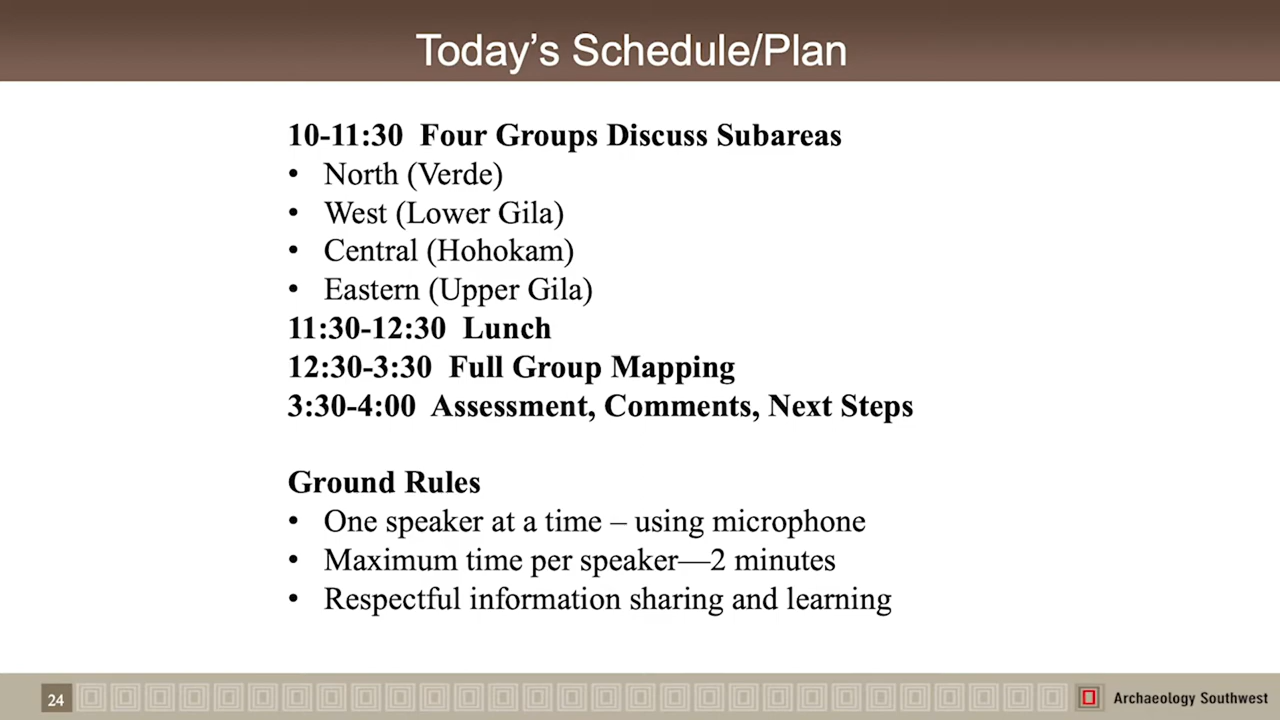 Today's Schedule/Plan
10-11:30 Four Groups Discuss Subareas
• North (Verde)
• West (Lower Gila)
• Central (Hohokam)
• Eastern (Upper Gila)
11:30-12:30 Lunch
12:30-3:30 Full Group Mapping
3:30-4:00 Assessment, Comments, Next Steps
Ground Rules
• One speaker at a time – using microphone
• Maximum time per speaker—2 minutes
• Respectful information sharing and learning
24
Archaeology Southwest